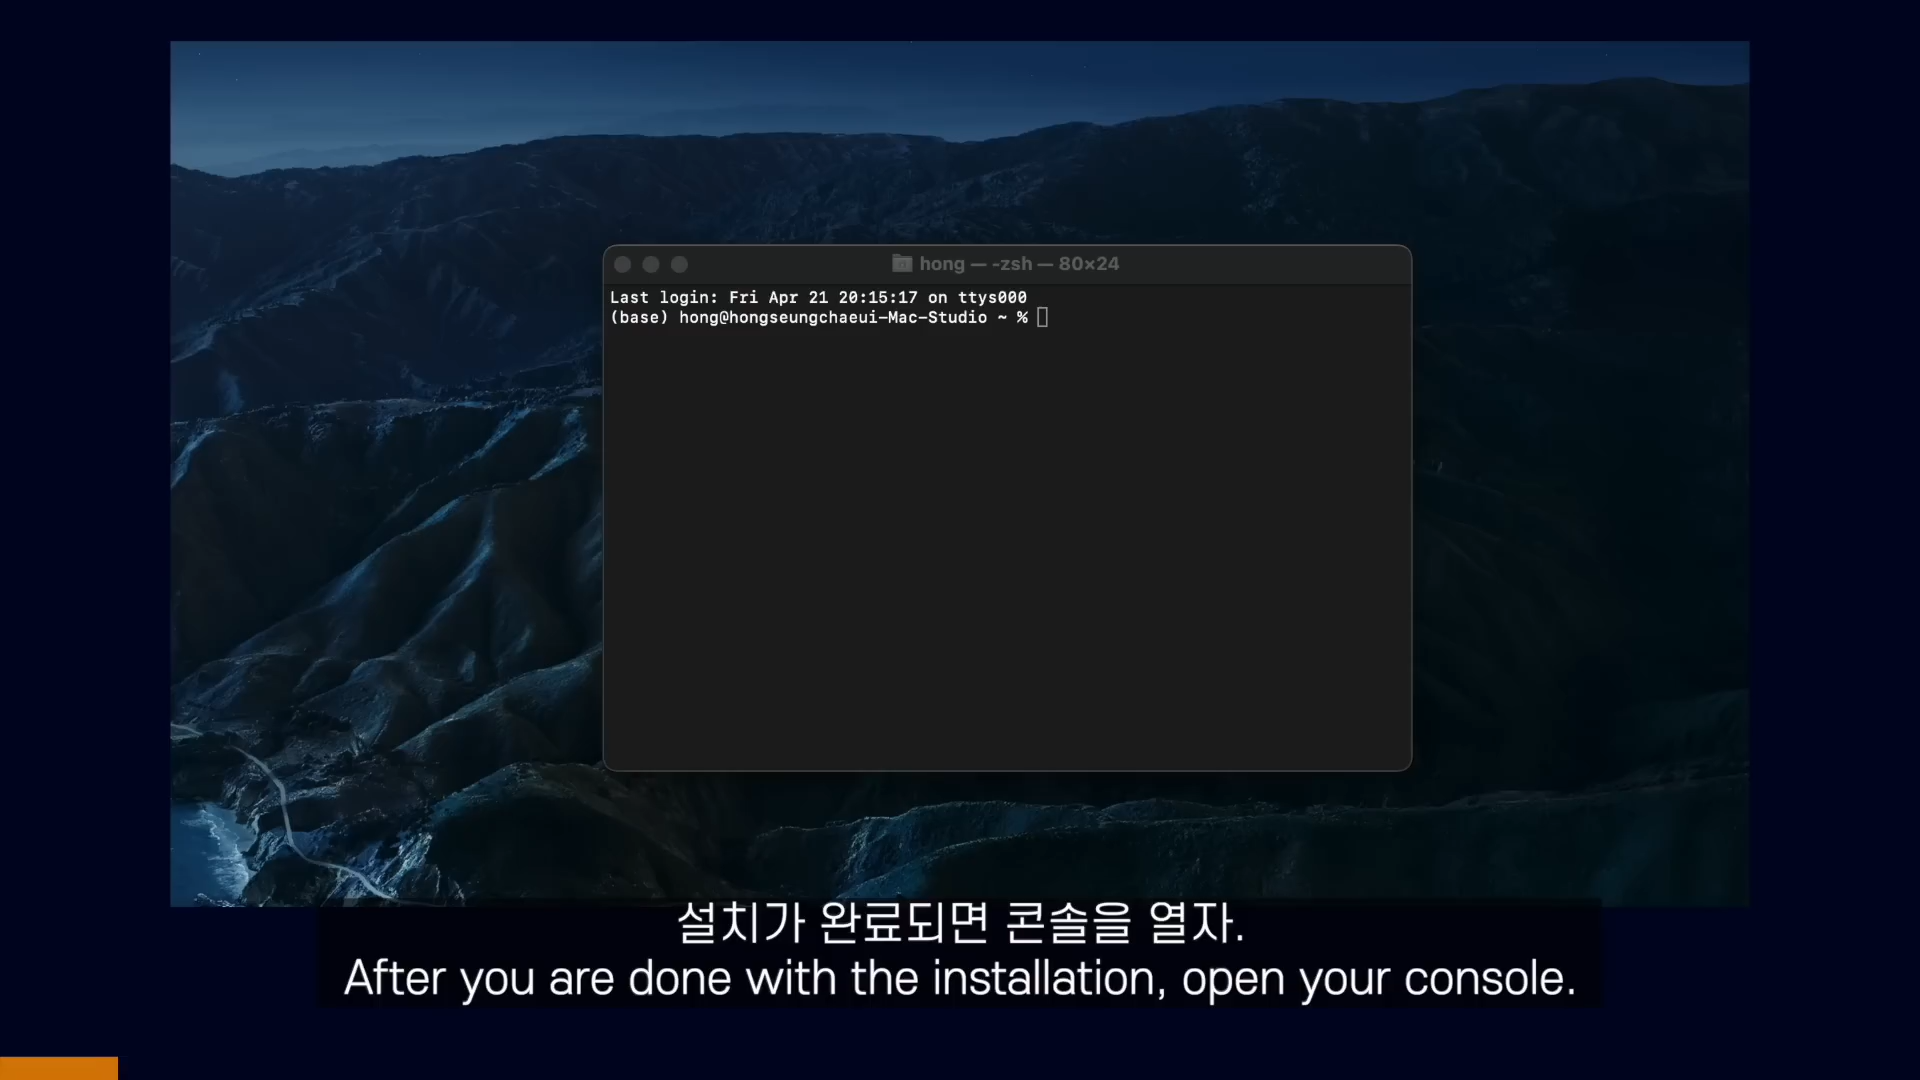 hong — -zsh — 80×24
Last login: Fri Apr 21 20:15:17 on ttys000
(base) hong@hongseungchaeui-Mac-Studio ~ %
설치가 완료되면 콘솔을 열자.
After you are done with the installation, open your console.